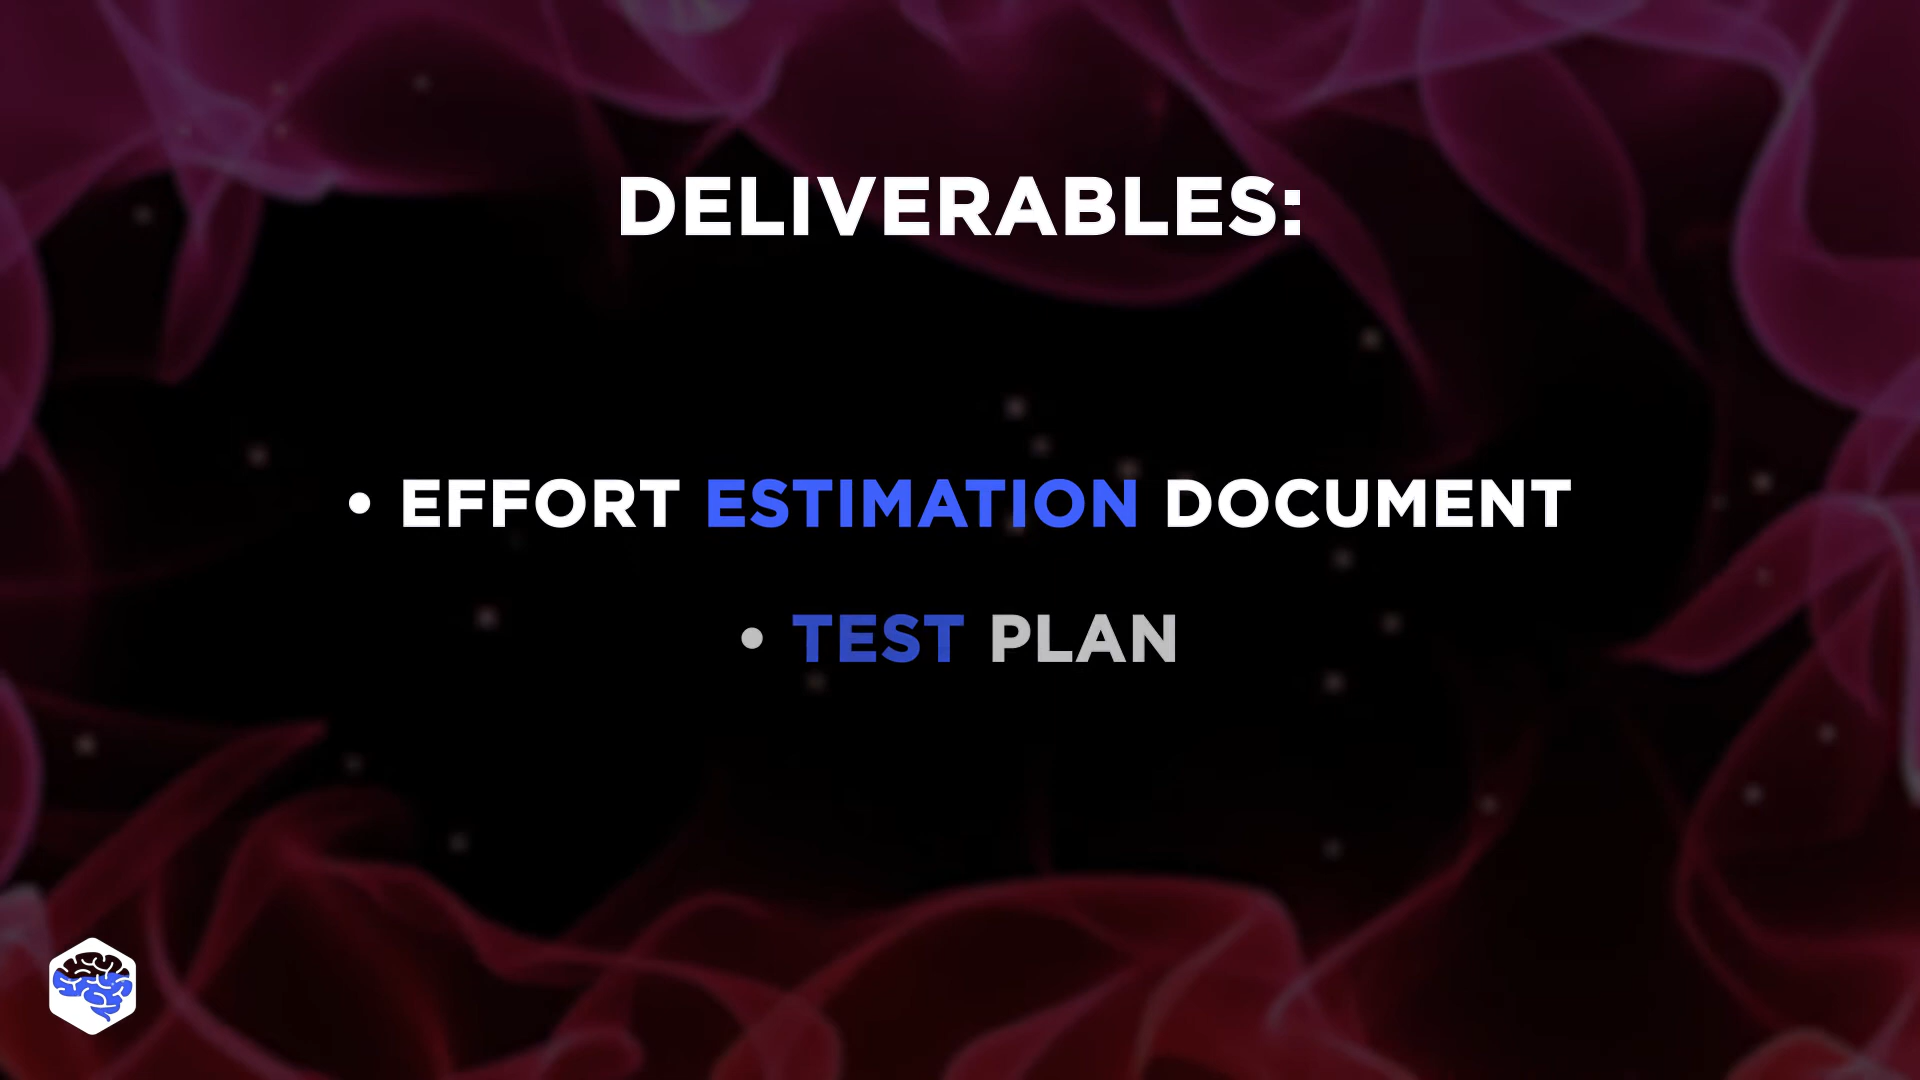 DELIVERABLES:
• EFFORT ESTIMATION DOCUMENT
• TEST PLAN